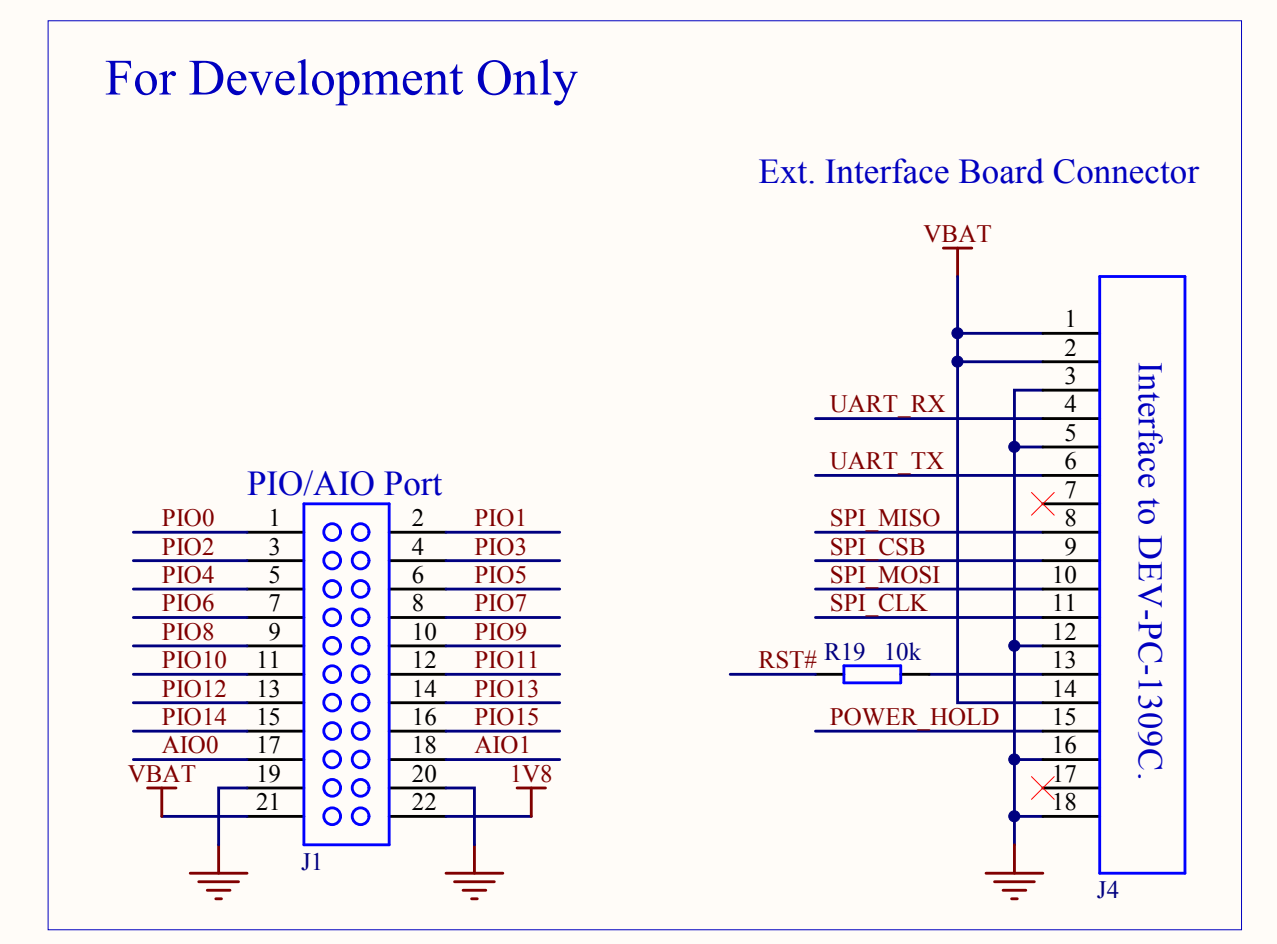 For Development Only
Ext. Interface Board Connector
VBAT
1
2
3
UART_RX 4
5
UART_TX 6
7
SPI_MISO 8
SPI_CSB 9
SPI_MOSI 10
SPI_CLK 11
12
RST# R19 10k 13
14
POWER_HOLD 15
16
17
18
Interface to DEV-PC-1309C.
J4
PIO/AIO Port
PIO0 1 2 PIO1
PIO2 3 4 PIO3
PIO4 5 6 PIO5
PIO6 7 8 PIO7
PIO8 9 10 PIO9
PIO10 11 12 PIO11
PIO12 13 14 PIO13
PIO14 15 16 PIO15
AIO0 17 18 AIO1
VBAT 19 20 1V8
21 22
J1